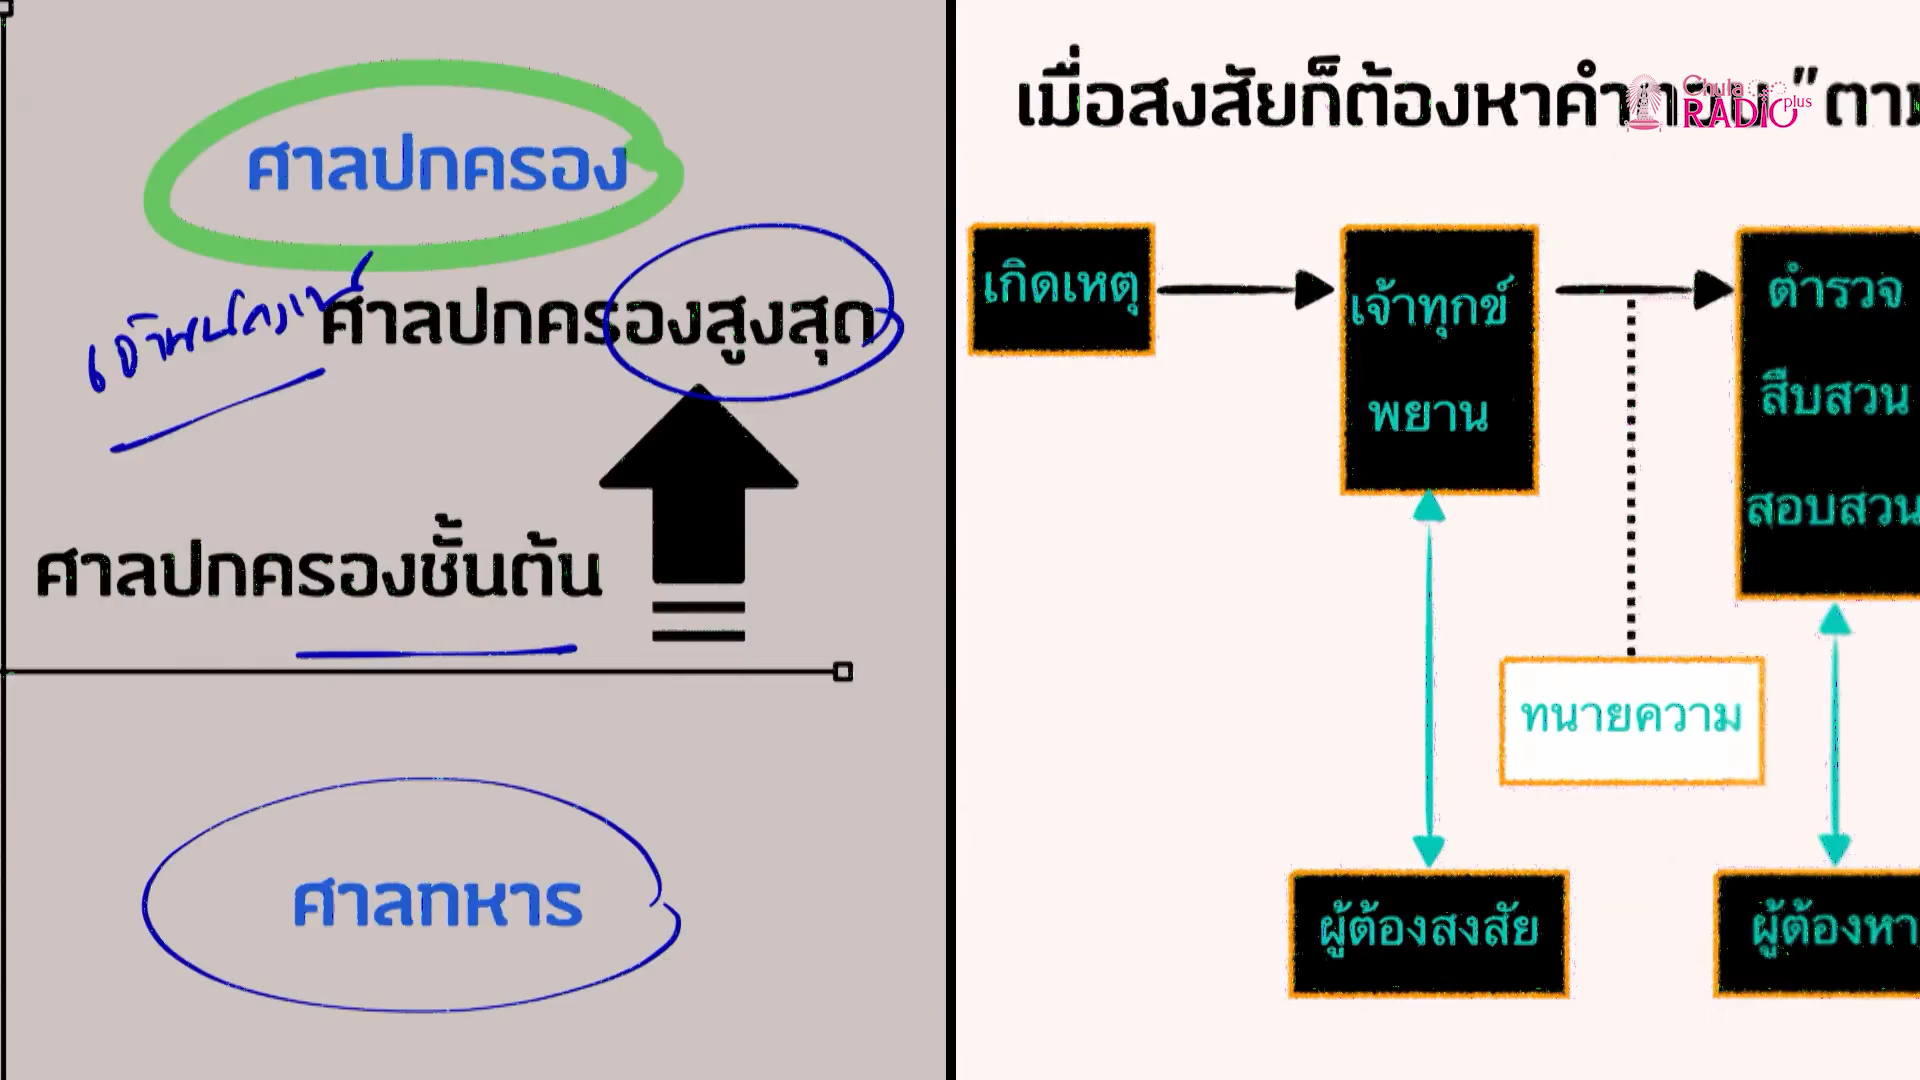 ศาลปกครอง
ศาลปกครองสูงสุด
ศาลปกครองชั้นต้น
ศาลทหาร
เมื่อสงสัยก็ต้องหาคำ
Chula
RADIO plus
เกิดเหตุ
เจ้าทุกข์
พยาน
ตำรวจ
สืบสวน
สอบสวน
ทนายความ
ผู้ต้องสงสัย
ผู้ต้องหา